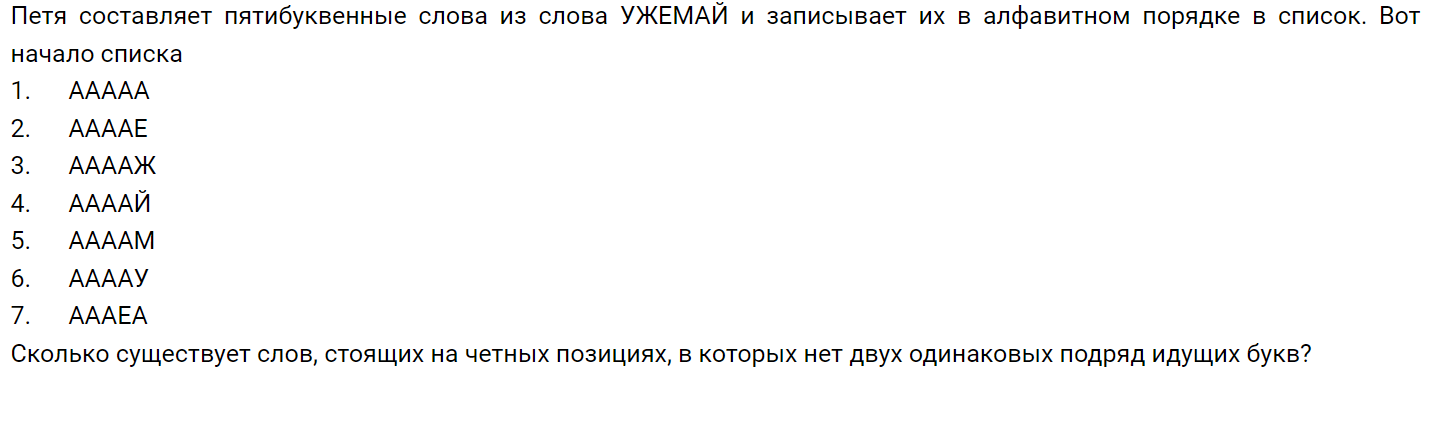 Петя составляет пятибуквенные слова из слова УЖЕМАЙ и записывает их в алфавитном порядке в список. Вот
начало списка
1. ААААА
2. ААААЕ
3. ААААЖ
4. ААААЙ
5. ААААМ
6. ААААУ
7. АААЕА
Сколько существует слов, стоящих на четных позициях, в которых нет двух одинаковых подряд идущих букв?